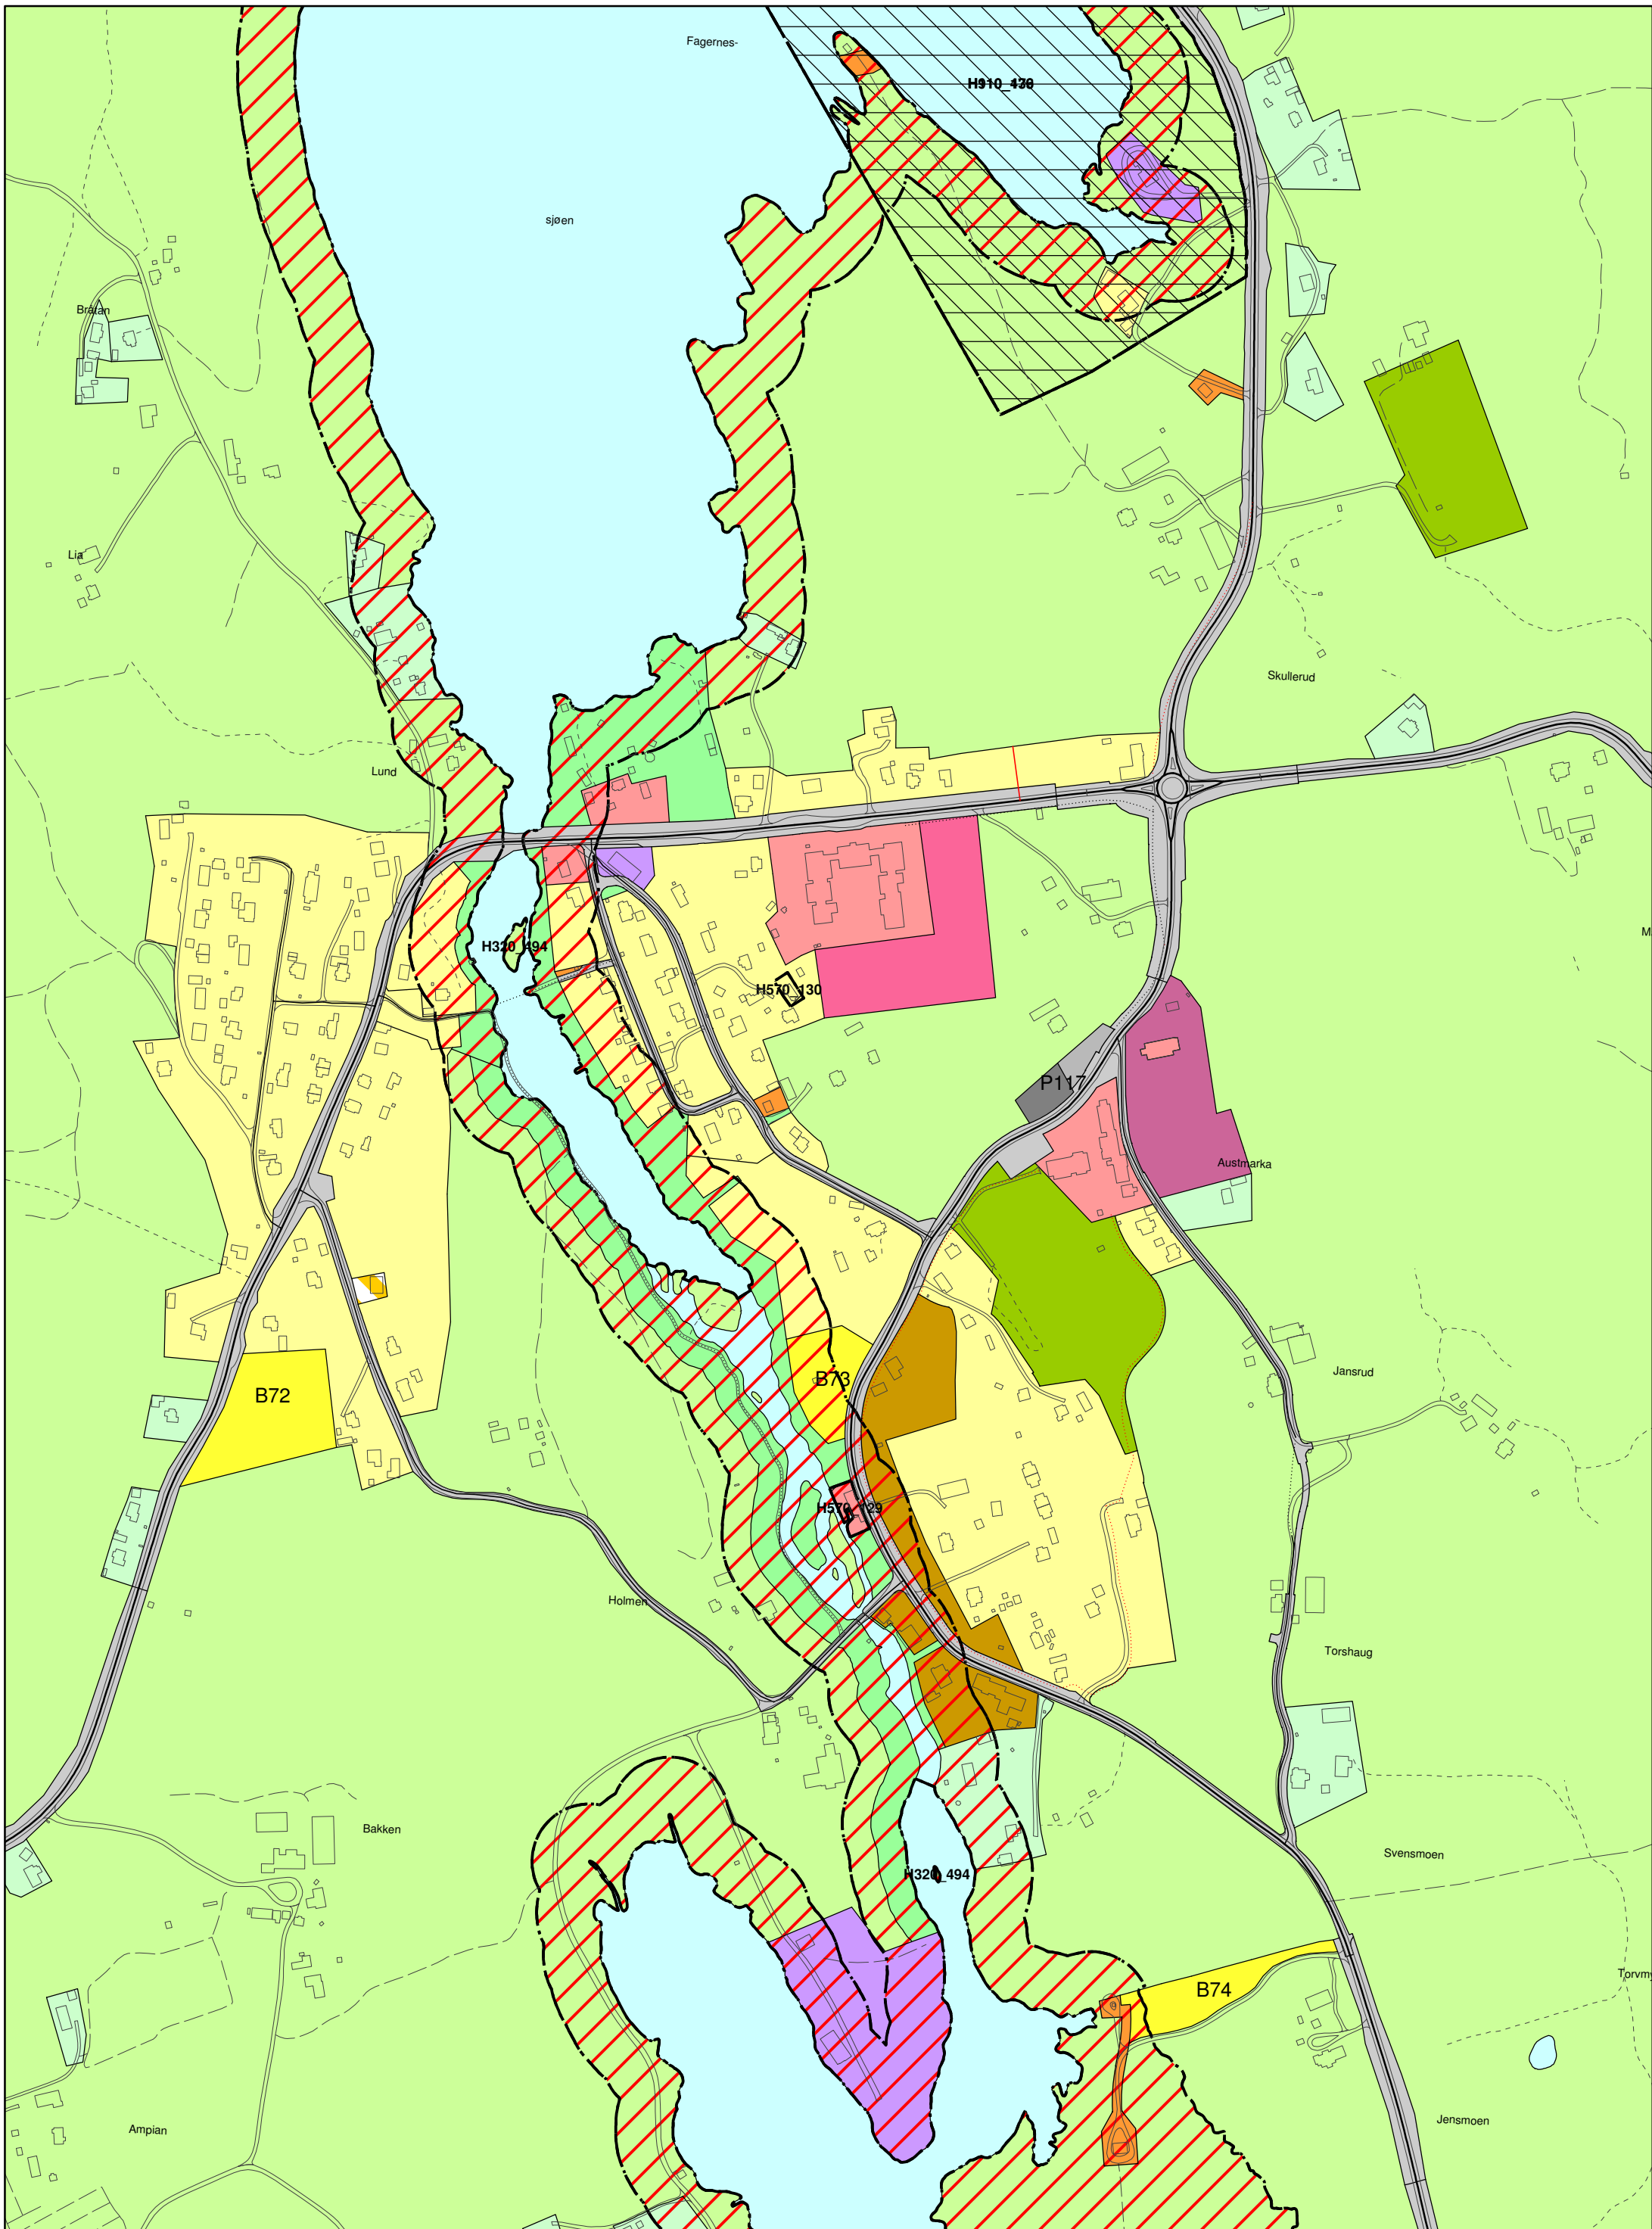 Fagernes-
sjøen
Bråtan
Lia
Skullerud
Lund
M
H320_494
H570_130
P117
Austmarka
Jansrud
B73
B72
H570_129
Holmen
Torshaug
Bakken
Svensmoen
H320_494
Torvmy
B74
Jensmoen
Ampian